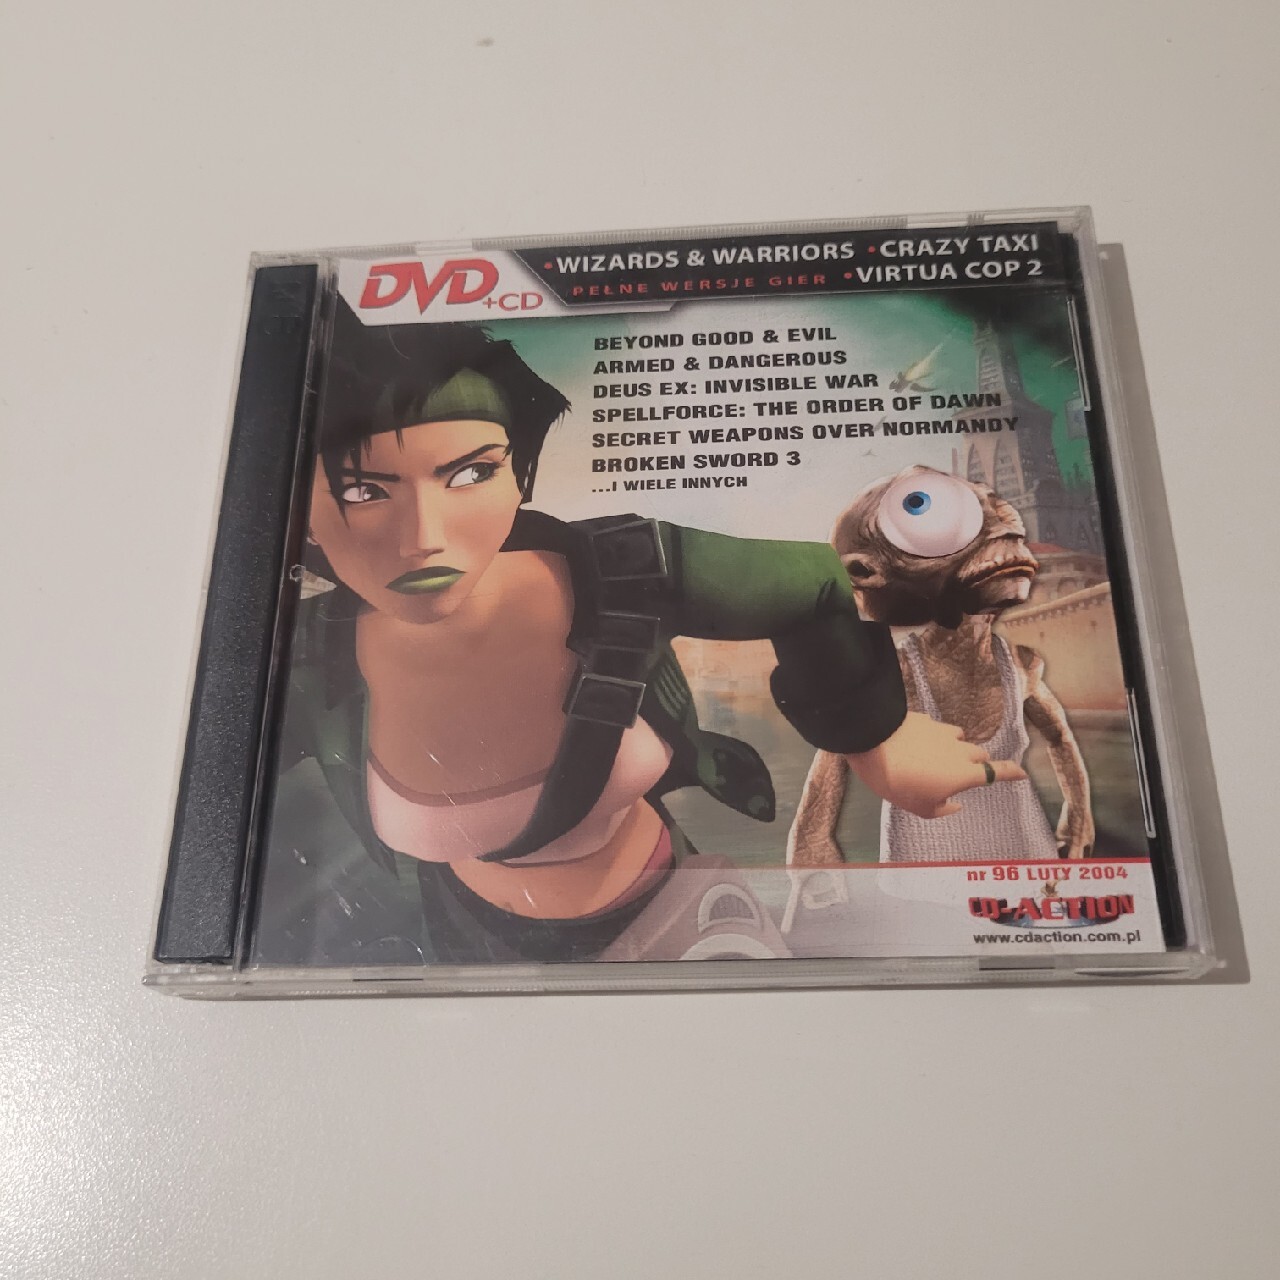 DVD +CD
•WIZARDS & WARRIORS •CRAZY TAXI
PEŁNE WERSJE GIER •VIRTUA COP 2
BEYOND GOOD & EVIL
ARMED & DANGEROUS
DEUS EX: INVISIBLE WAR
SPELLFORCE: THE ORDER OF DAWN
SECRET WEAPONS OVER NORMANDY
BROKEN SWORD 3
...I WIELE INNYCH
nr 96 LUTY 2004
CD-ACTION
www.cdaction.com.pl